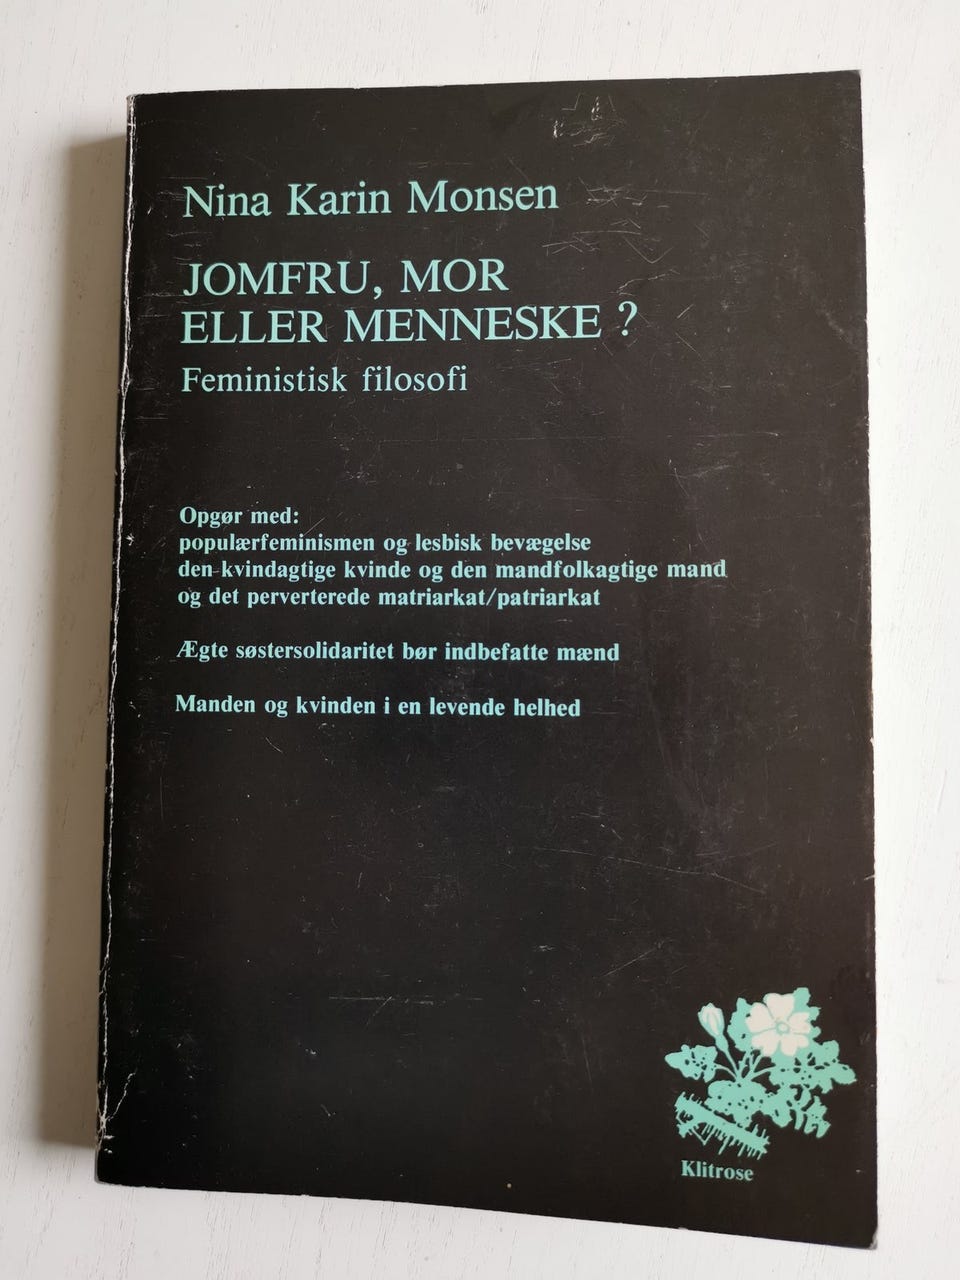 Nina Karin Monsen
JOMFRU, MOR
ELLER MENNESKE ?
Feministisk filosofi
Opgør med:
populærfeminismen og lesbisk bevægelse
den kvindagtige kvinde og den mandfolkagtige mand
og det perverterede matriarkat/patriarkat
Ægte søstersolidaritet bør indbefatte mænd
Manden og kvinden i en levende helhed
Klitrose